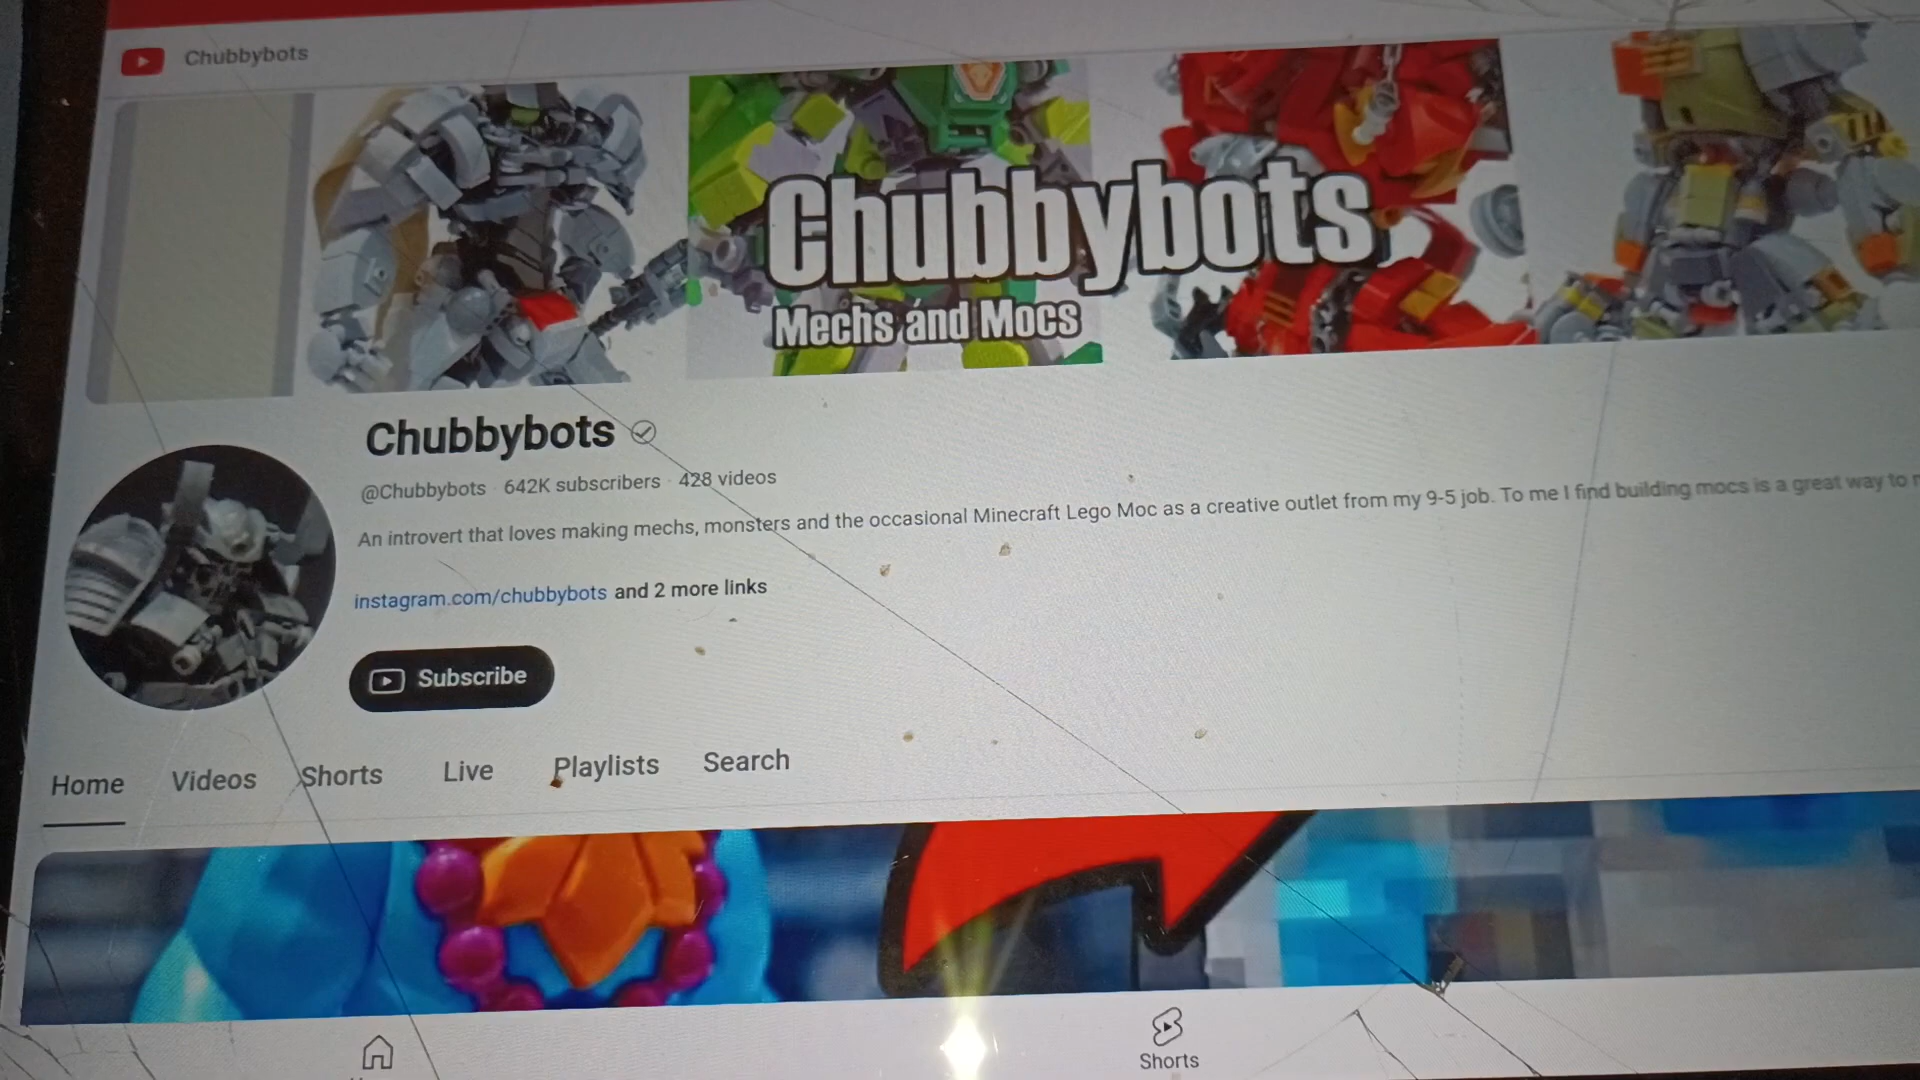 Chubbybots
Chubbybots
Mechs and Mocs
Chubbybots
@Chubbybots · 642K subscribers · 428 videos
An introvert that loves making mechs, monsters and the occasional Minecraft Lego Moc as a creative outlet from my 9-5 job. To me I find building mocs is a great way to
instagram.com/chubbybots and 2 more links
Subscribe
Home Videos Shorts Live Playlists Search
Shorts